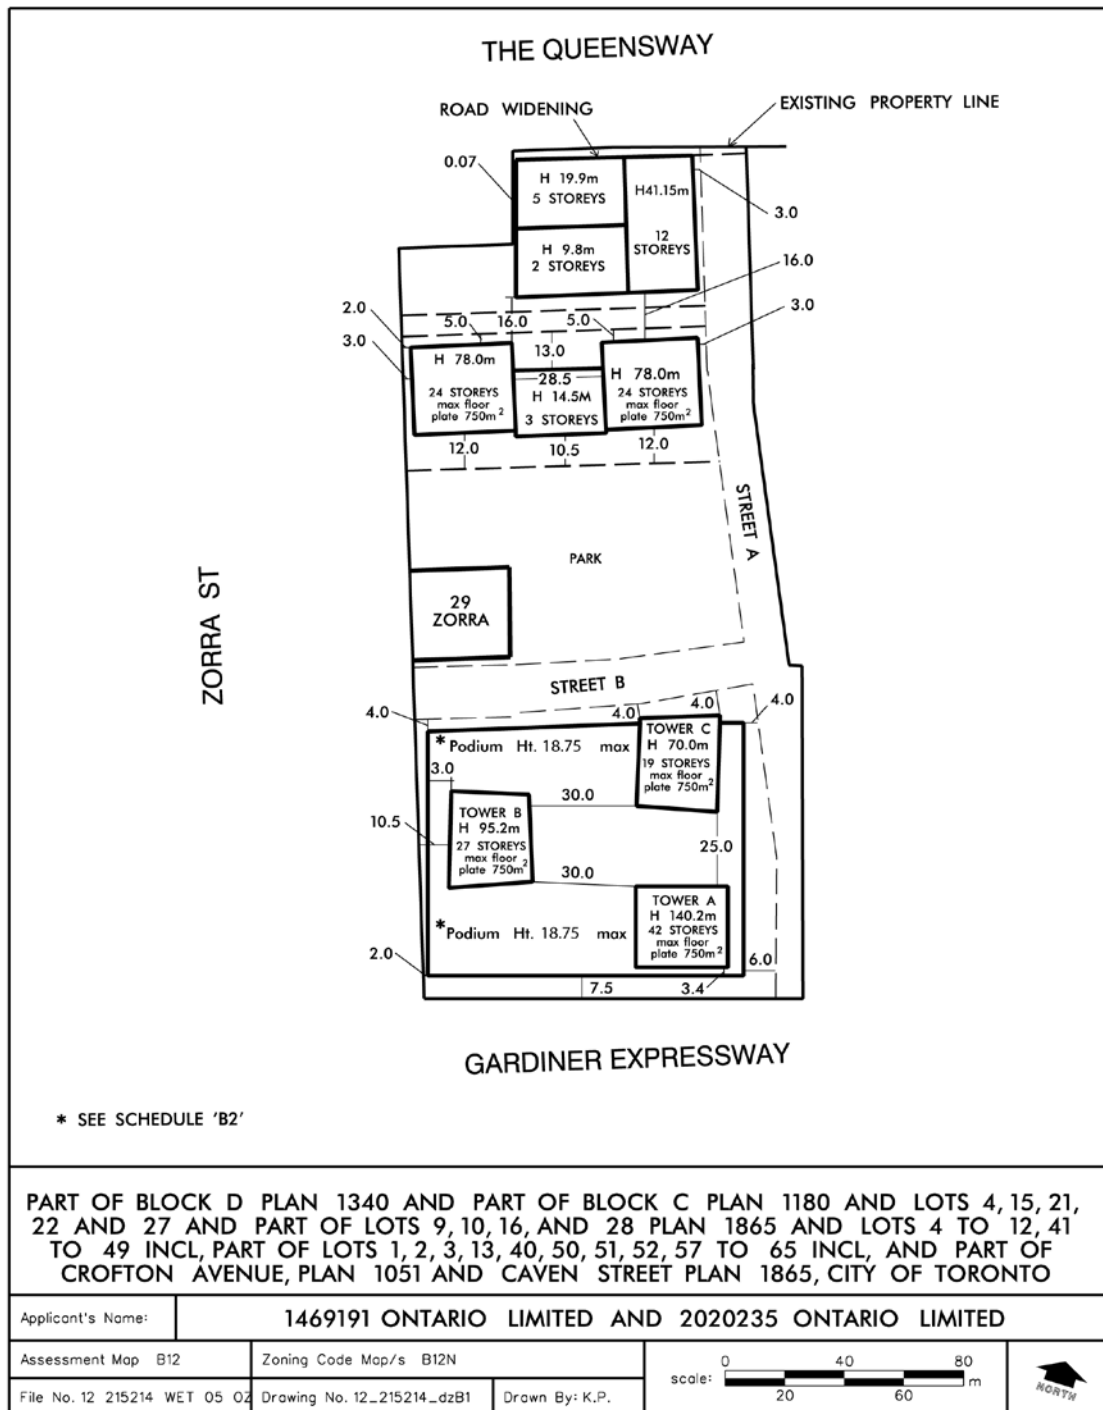 THE QUEENSWAY
ROAD WIDENING
EXISTING PROPERTY LINE
0.07
H 19.9m
5 STOREYS
H41.15m
12
STOREYS
3.0
H 9.8m
2 STOREYS
16.0
2.0
5.0
16.0
5.0
3.0
3.0
H 78.0m
24 STOREYS
max floor
plate 750m2
13.0
28.5
H 14.5M
3 STOREYS
H 78.0m
24 STOREYS
max floor
plate 750m2
12.0
10.5
12.0
STREET A
PARK
ZORRA ST
29
ZORRA
STREET B
4.0
4.0
4.0
4.0
*Podium Ht. 18.75 max
TOWER C
H 70.0m
19 STOREYS
max floor
plate 750m2
3.0
30.0
10.5
TOWER B
H 95.2m
27 STOREYS
max floor
plate 750m2
25.0
30.0
TOWER A
H 140.2m
42 STOREYS
max floor
plate 750m2
*Podium Ht. 18.75 max
2.0
6.0
7.5
3.4
GARDINER EXPRESSWAY
* SEE SCHEDULE 'B2'
PART OF BLOCK D PLAN 1340 AND PART OF BLOCK C PLAN 1180 AND LOTS 4, 15, 21,
22 AND 27 AND PART OF LOTS 9, 10, 16, AND 28 PLAN 1865 AND LOTS 4 TO 12, 41
TO 49 INCL, PART OF LOTS 1, 2, 3, 13, 40, 50, 51, 52, 57 TO 65 INCL, AND PART OF
CROFTON AVENUE, PLAN 1051 AND CAVEN STREET PLAN 1865, CITY OF TORONTO
Applicant's Name:
1469191 ONTARIO LIMITED AND 2020235 ONTARIO LIMITED
Assessment Map B12
Zoning Code Map/s B12N
File No. 12 215214 WET 05 OZ
Drawing No. 12_215214_dzB1
Drawn By: K.P.
scale:
0 40 80
m
20 60
NORTH